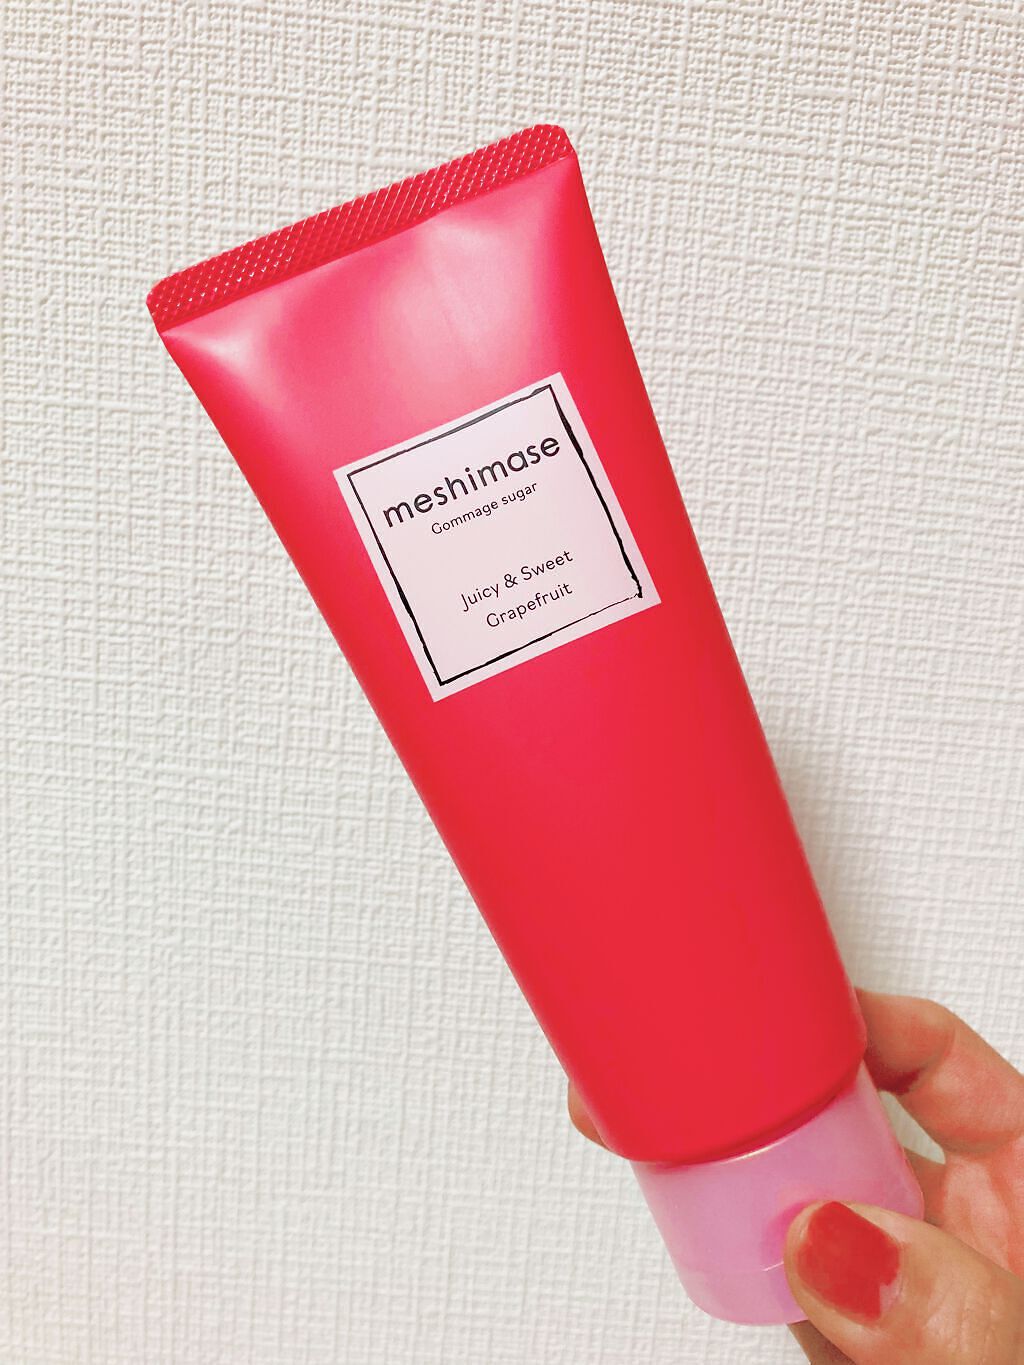 meshimase
Gommage sugar
Juicy & Sweet
Grapefruit